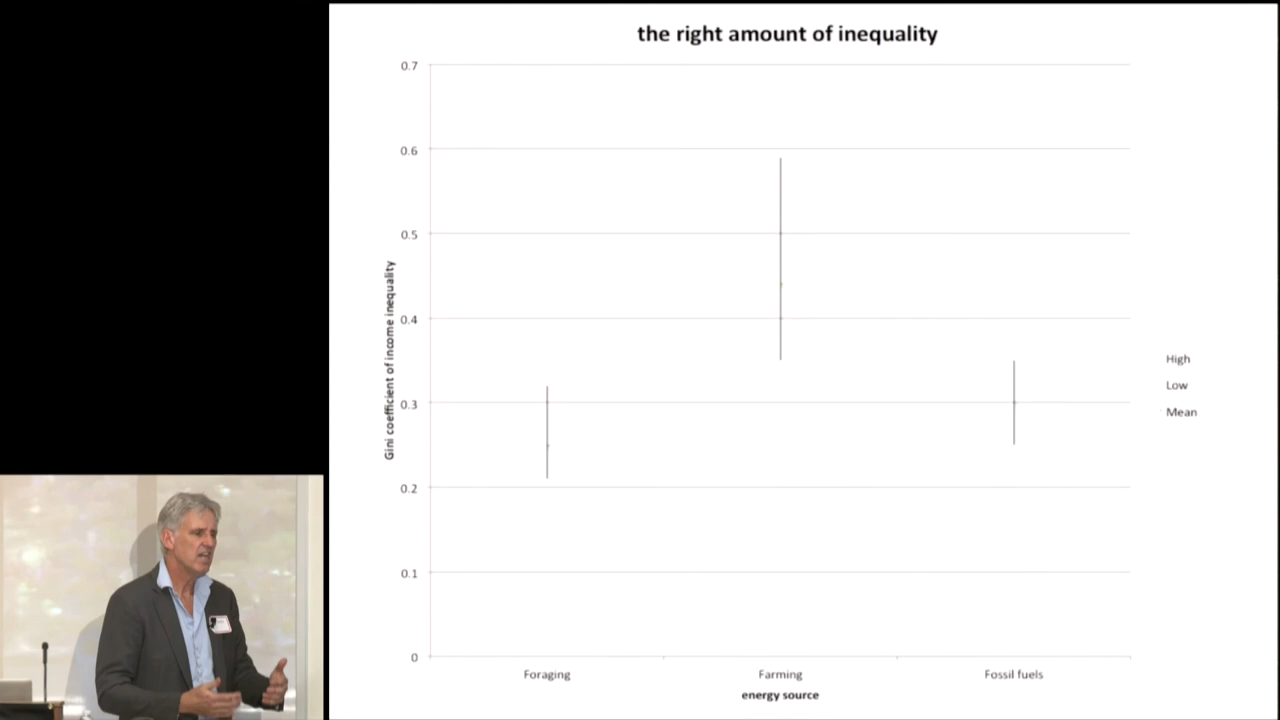 the right amount of inequality
0.7
0.6
0.5
0.4
0.3
0.2
0.1
0
Gini coefficient of income inequality
Foraging
Farming
Fossil fuels
energy source
High
Low
Mean